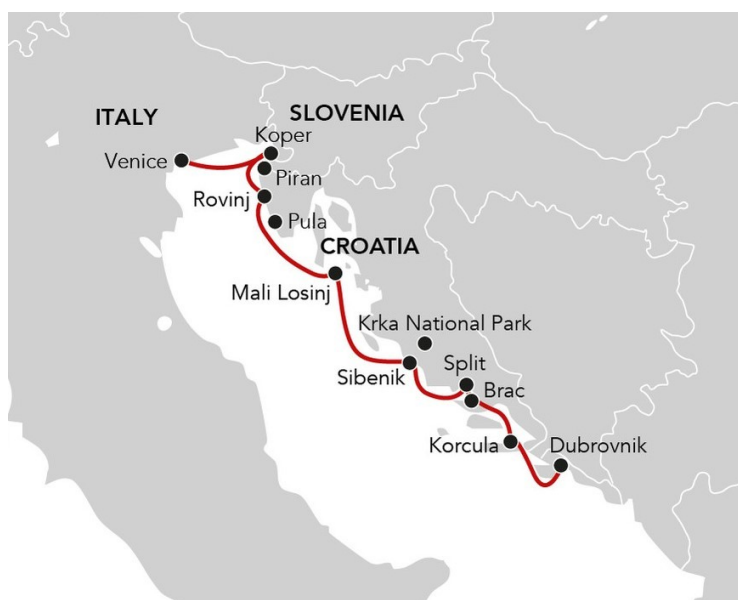 ITALY
SLOVENIA
Koper
Venice
Piran
Rovinj
Pula
CROATIA
Mali Losinj
Krka National Park
Split
Sibenik
Brac
Korcula
Dubrovnik